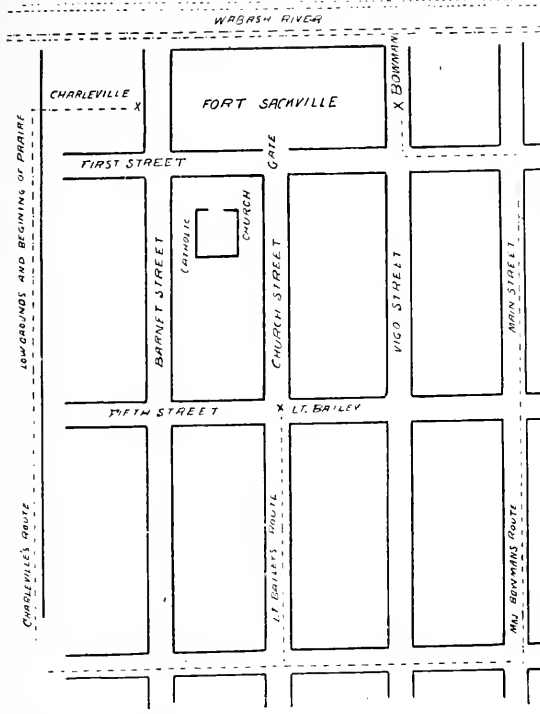 WABASH RIVER
CHARLEVILLE X
FORT SACKVILLE
X BOWMAN
FIRST STREET
GATE
LOW GROUNDS AND BEGINING OF PRAIRE
CATHOLIC
CHURCH
BARNET STREET
CHURCH STREET
VIGO STREET
MAIN STREET
FIFTH STREET
X LT. BAILEY
CHARLEVILLE'S ROUTE
LT BAILEY'S ROUTE
MAJ BOWMANS ROUTE